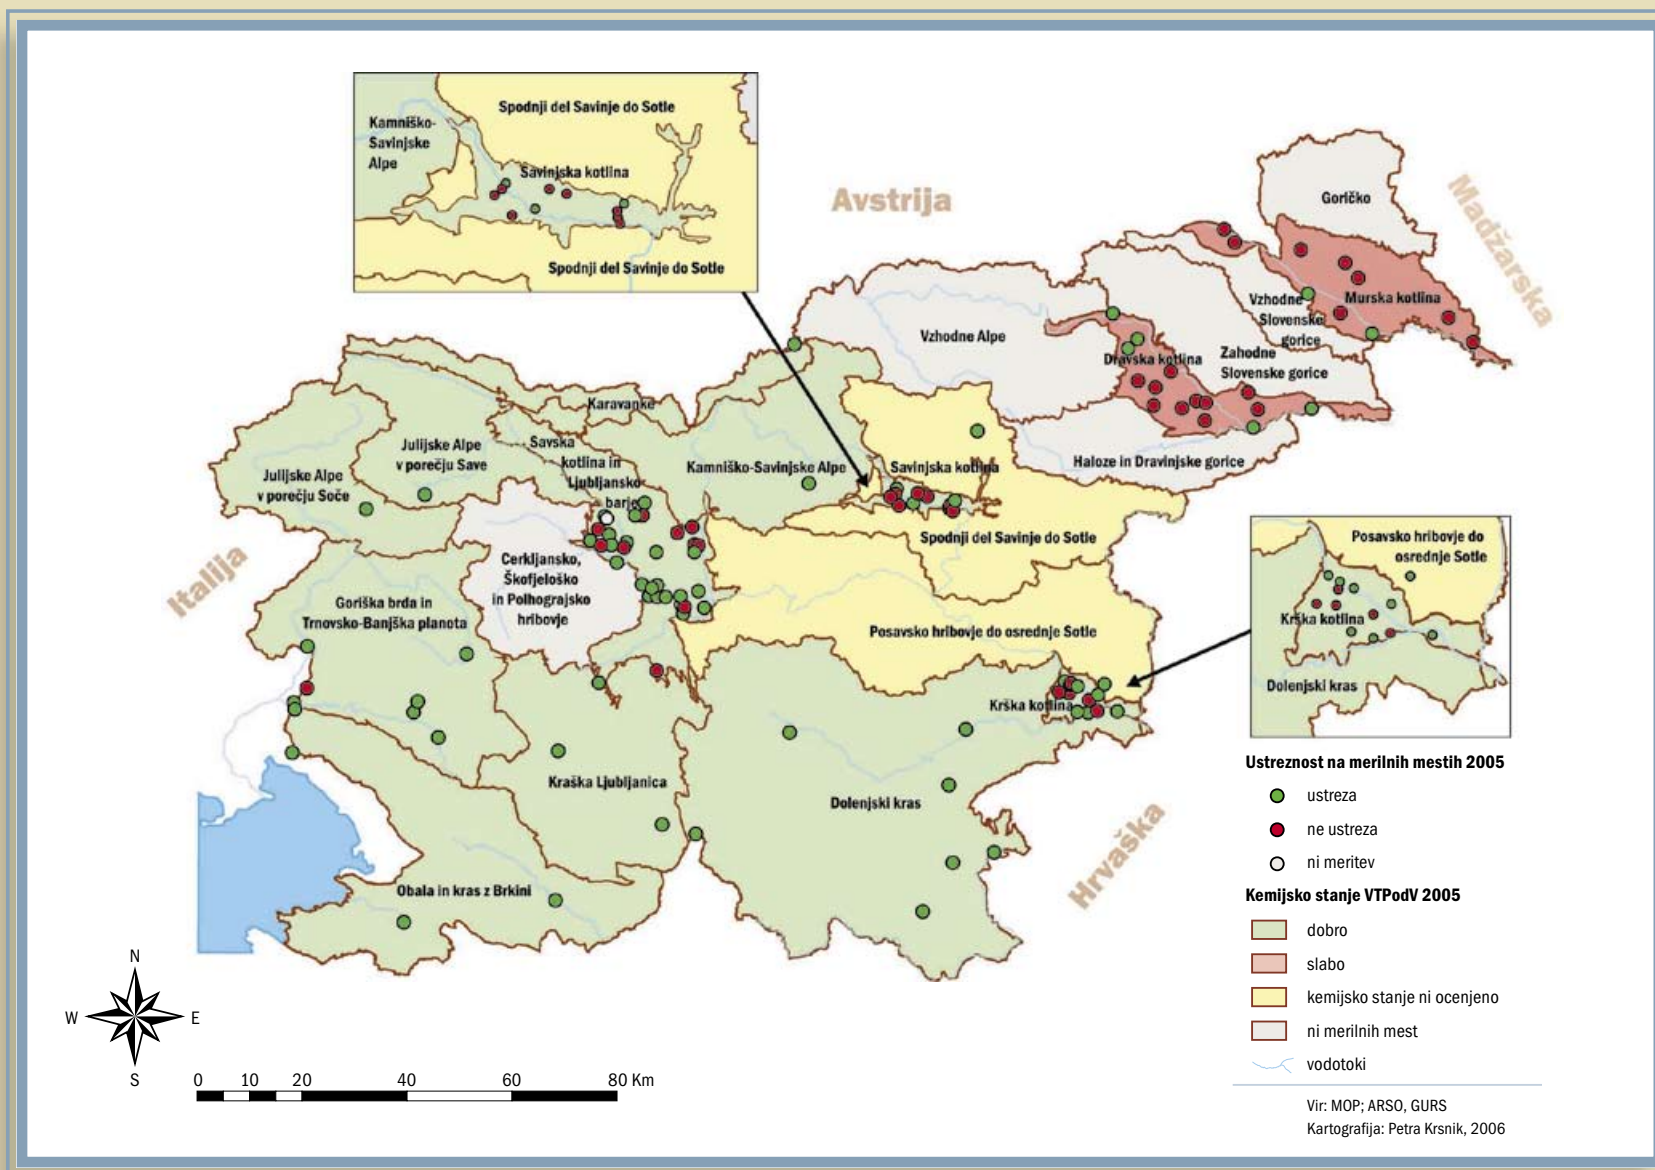 Spodnji del Savinje do Sotle
Kamniško-
Savinjske
Alpe
Savinjska kotlina
Spodnji del Savinje do Sotle
Avstrija
Madžarska
Goričko
Vzhodne
Slovenske
gorice
Murska kotlina
Vzhodne Alpe
Dravska kotlina
Zahodne
Slovenske gorice
Karavanke
Julijske Alpe
v porečju Save
Savska
kotlina in
Ljubljansko
barje
Kamniško-Savinjske Alpe
Savinjska kotlina
Haloze in Dravinjske gorice
Julijske Alpe
v porečju Soče
Italija
Cerkljansko,
Škofjeloško
in Polhograjsko
hribovje
Spodnji del Savinje do Sotle
Posavsko hribovje do
osrednje Sotle
Krška kotlina
Dolenjski kras
Goriška brda in
Trnovsko-Banjška planota
Posavsko hribovje do osrednje Sotle
Krška kotlina
Kraška Ljubljanica
Dolenjski kras
Hrvaška
Obala in kras z Brkini
Ustreznost na merilnih mestih 2005
ustreza
ne ustreza
ni meritev
Kemijsko stanje VTPodV 2005
dobro
slabo
kemijsko stanje ni ocenjeno
ni merilnih mest
vodotoki
Vir: MOP; ARSO, GURS
Kartografija: Petra Krsnik, 2006
N
W E
S
0 10 20 40 60 80 Km